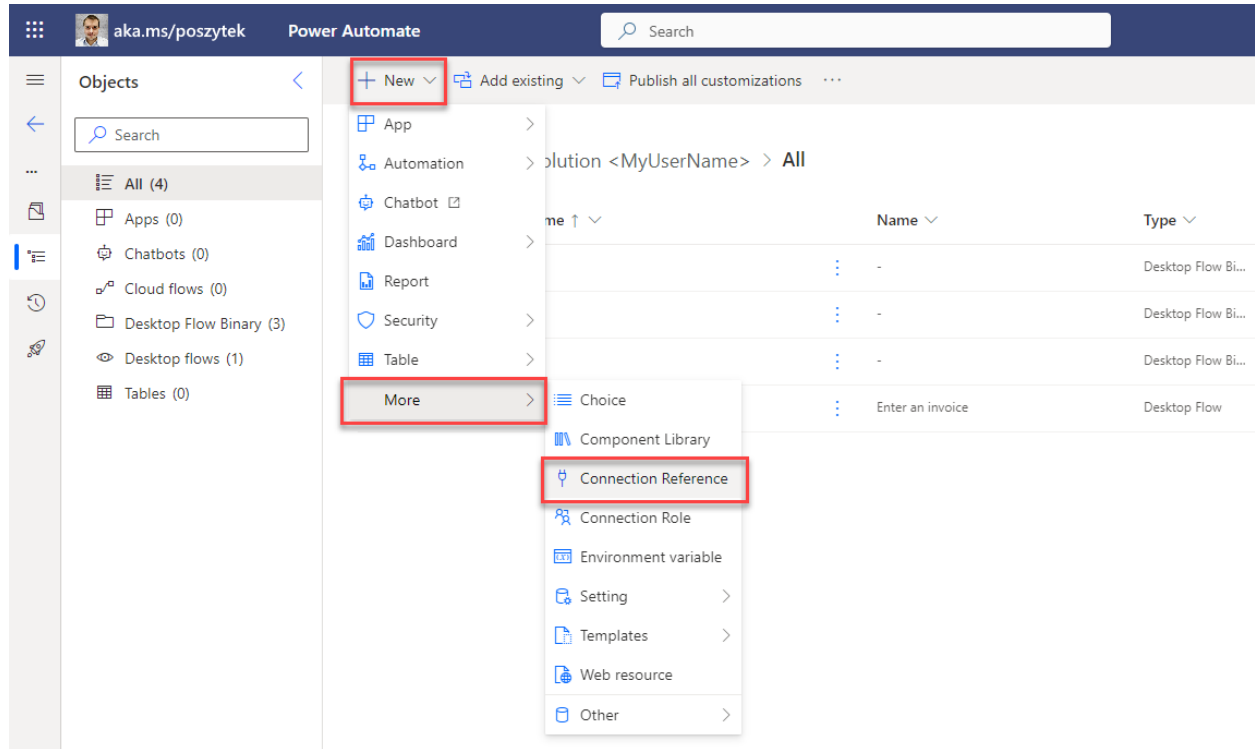 aka.ms/poszytek Power Automate Search
Objects
Search
All (4)
Apps (0)
Chatbots (0)
Cloud flows (0)
Desktop Flow Binary (3)
Desktop flows (1)
Tables (0)
+ New Add existing Publish all customizations ...
App
Automation
Chatbot
Dashboard
Report
Security
Table
More
Choice
Component Library
Connection Reference
Connection Role
Environment variable
Setting
Templates
Web resource
Other
olution <MyUserName> > All
me ↑ Name Type
- Desktop Flow Bi...
- Desktop Flow Bi...
- Desktop Flow Bi...
Enter an invoice Desktop Flow